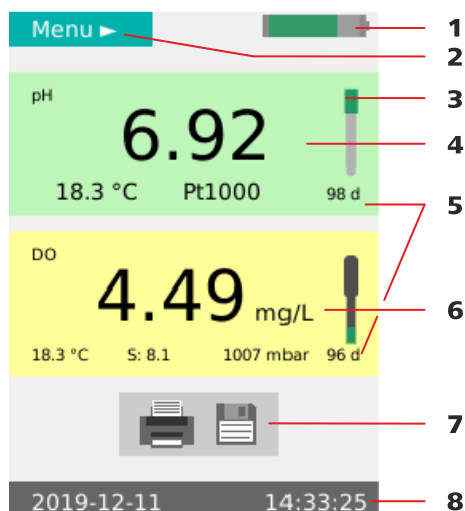 Menu ► 1
2
pH 3
6.92 4
18.3 °C Pt1000 98 d 5
DO
4.49 mg/L 6
18.3 °C S: 8.1 1007 mbar 96 d
7
2019-12-11 14:33:25 8